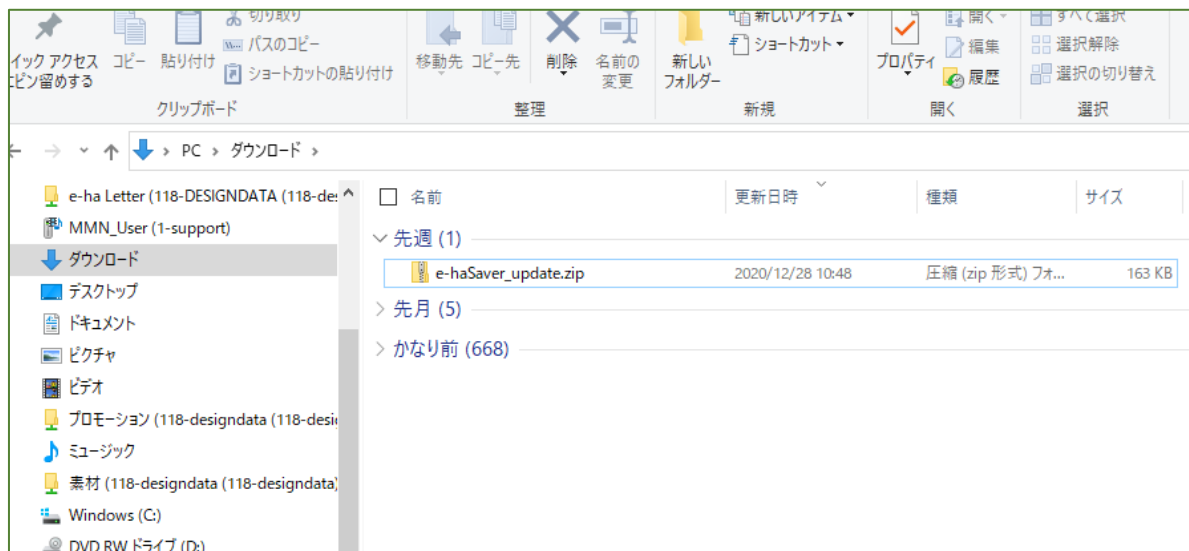 切り取り
パスのコピー
ショートカットの貼り付け
イック アクセス
ピン留めする
コピー
貼り付け
クリップボード
移動先
コピー先
削除
名前の
変更
整理
新しい
フォルダー
新しいアイテム
ショートカット
新規
プロパティ
開く
編集
履歴
開く
すべて選択
選択解除
選択の切り替え
選択
PC › ダウンロード ›
e-ha Letter (118-DESIGNDATA (118-de
MMN_User (1-support)
ダウンロード
デスクトップ
ドキュメント
ピクチャ
ビデオ
プロモーション (118-designdata (118-desi
ミュージック
素材 (118-designdata (118-designdata)
Windows (C:)
DVD RW ドライブ (D:)
名前 更新日時 種類 サイズ
先週 (1)
e-haSaver_update.zip 2020/12/28 10:48 圧縮 (zip 形式) フォ... 163 KB
先月 (5)
かなり前 (668)